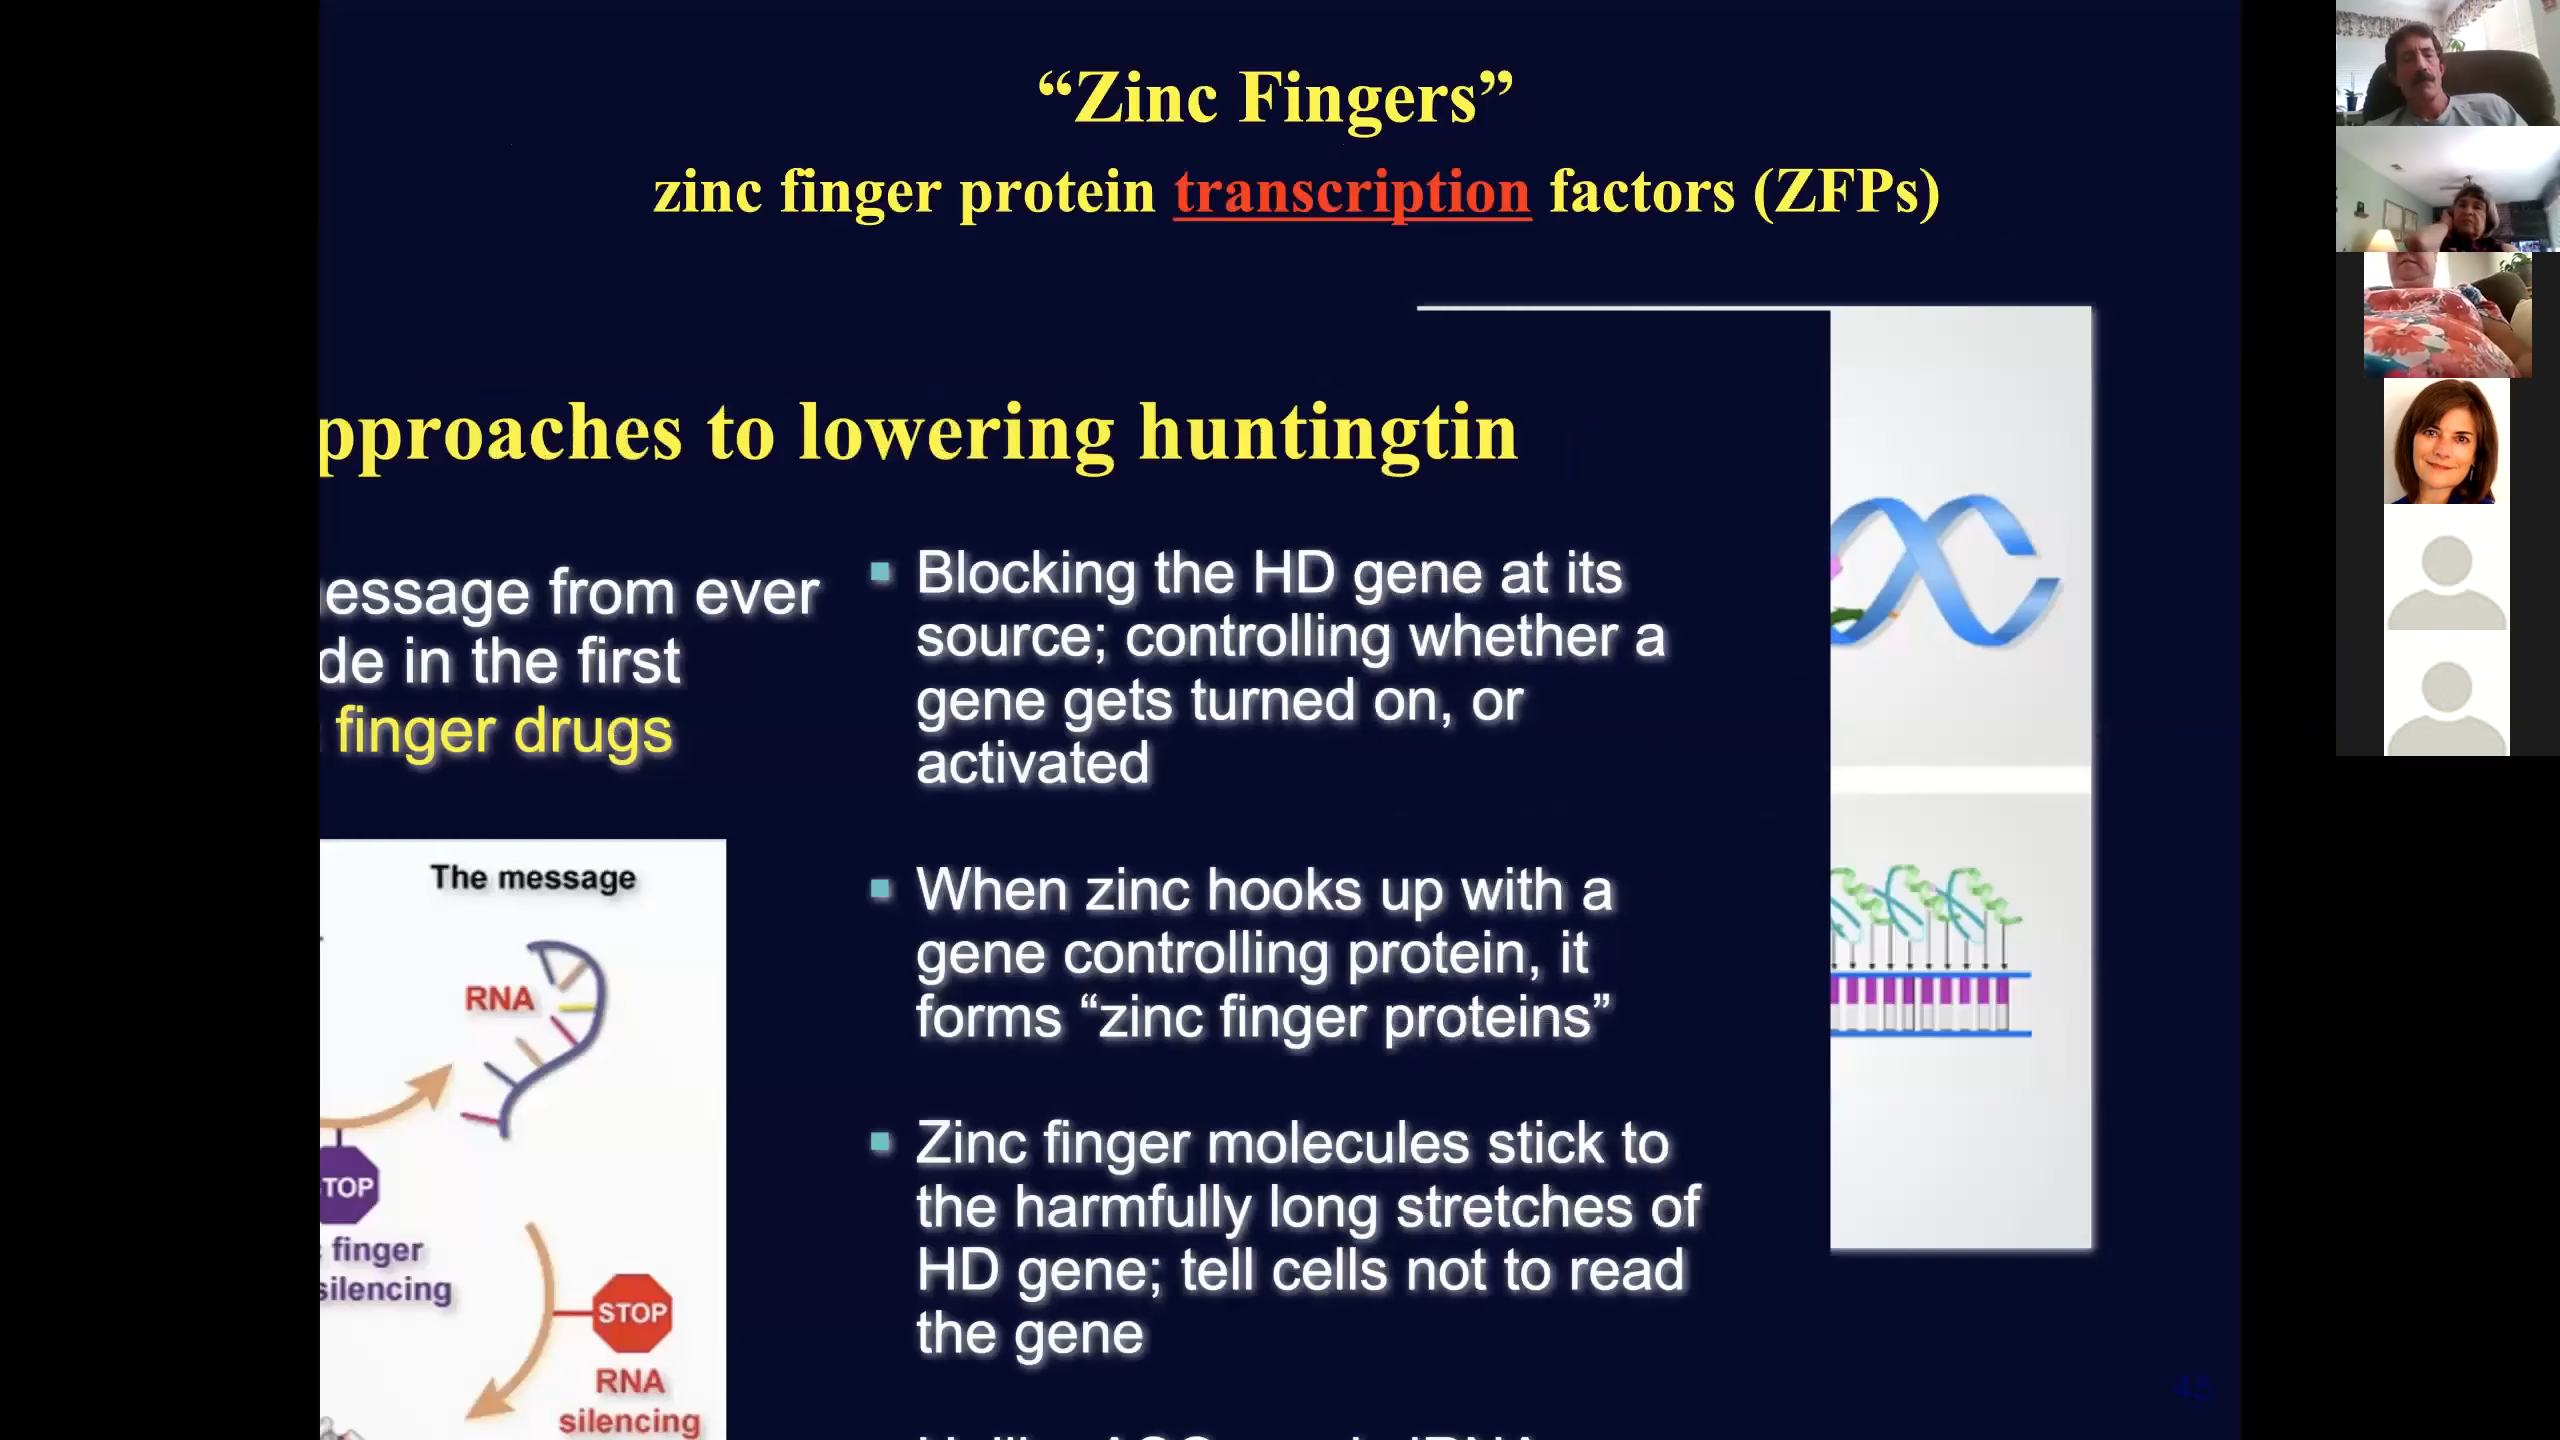 “Zinc Fingers”
zinc finger protein transcription factors (ZFPs)
pproaches to lowering huntingtin
essage from ever
de in the first
finger drugs
▪ Blocking the HD gene at its
source; controlling whether a
gene gets turned on, or
activated
▪ When zinc hooks up with a
gene controlling protein, it
forms “zinc finger proteins”
▪ Zinc finger molecules stick to
the harmfully long stretches of
HD gene; tell cells not to read
the gene
The message
RNA
TOP
finger
silencing
STOP
RNA
silencing
45